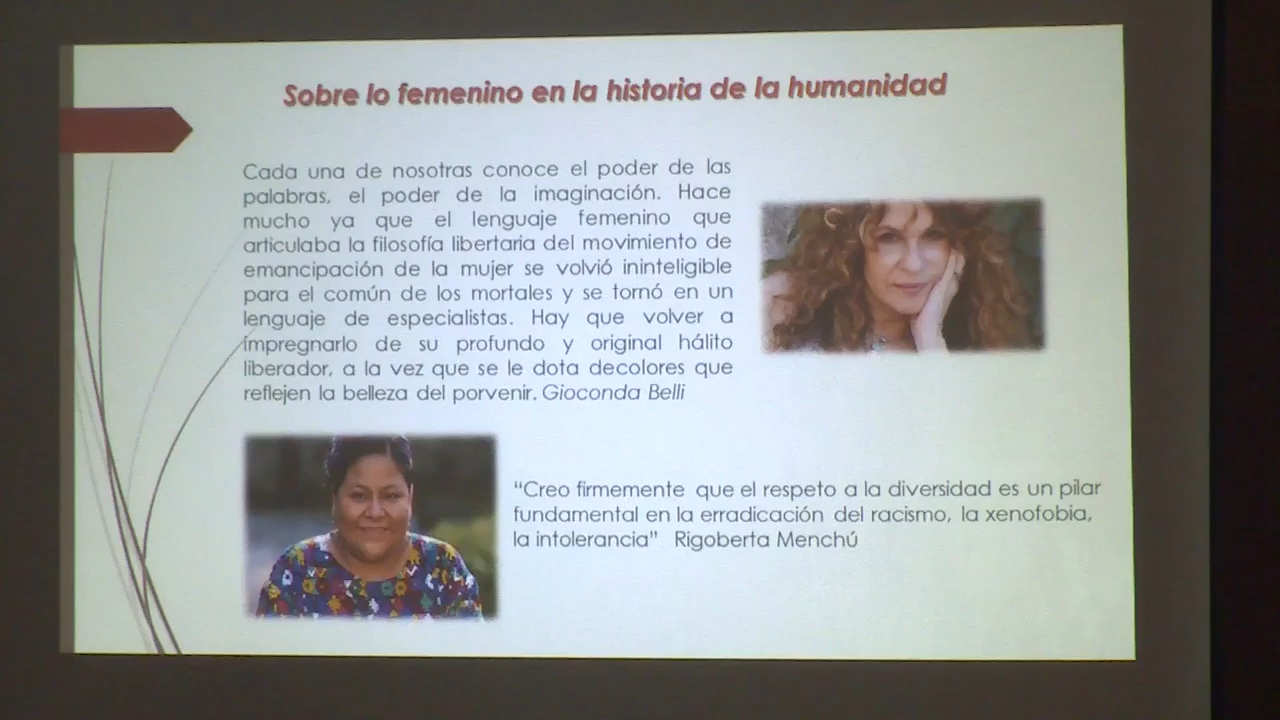 Sobre lo femenino en la historia de la humanidad
Cada una de nosotras conoce el poder de las
palabras, el poder de la imaginación. Hace
mucho ya que el lenguaje femenino que
articulaba la filosofía libertaria del movimiento de
emancipación de la mujer se volvió ininteligible
para el común de los mortales y se tornó en un
lenguaje de especialistas. Hay que volver a
impregnarlo de su profundo y original hálito
liberador, a la vez que se le dota decolores que
reflejen la belleza del porvenir. Gioconda Belli
“Creo firmemente que el respeto a la diversidad es un pilar
fundamental en la erradicación del racismo, la xenofobia,
la intolerancia” Rigoberta Menchú